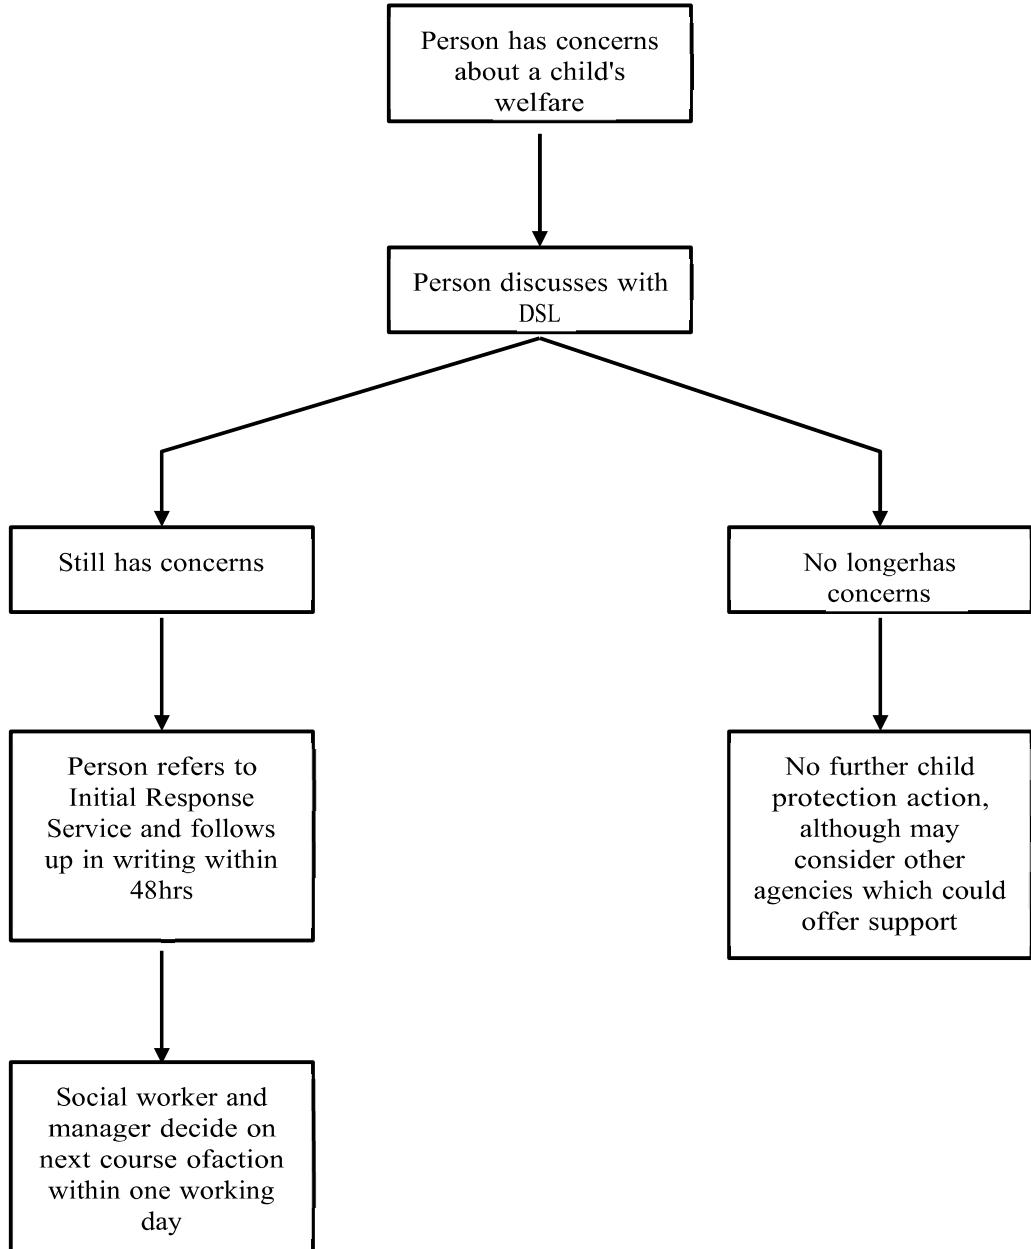 Person has concerns
about a child's
welfare
Person discusses with
DSL
Still has concerns
No longerhas
concerns
Person refers to
Initial Response
Service and follows
up in writing within
48hrs
No further child
protection action,
although may
consider other
agencies which could
offer support
Social worker and
manager decide on
next course ofaction
within one working
day